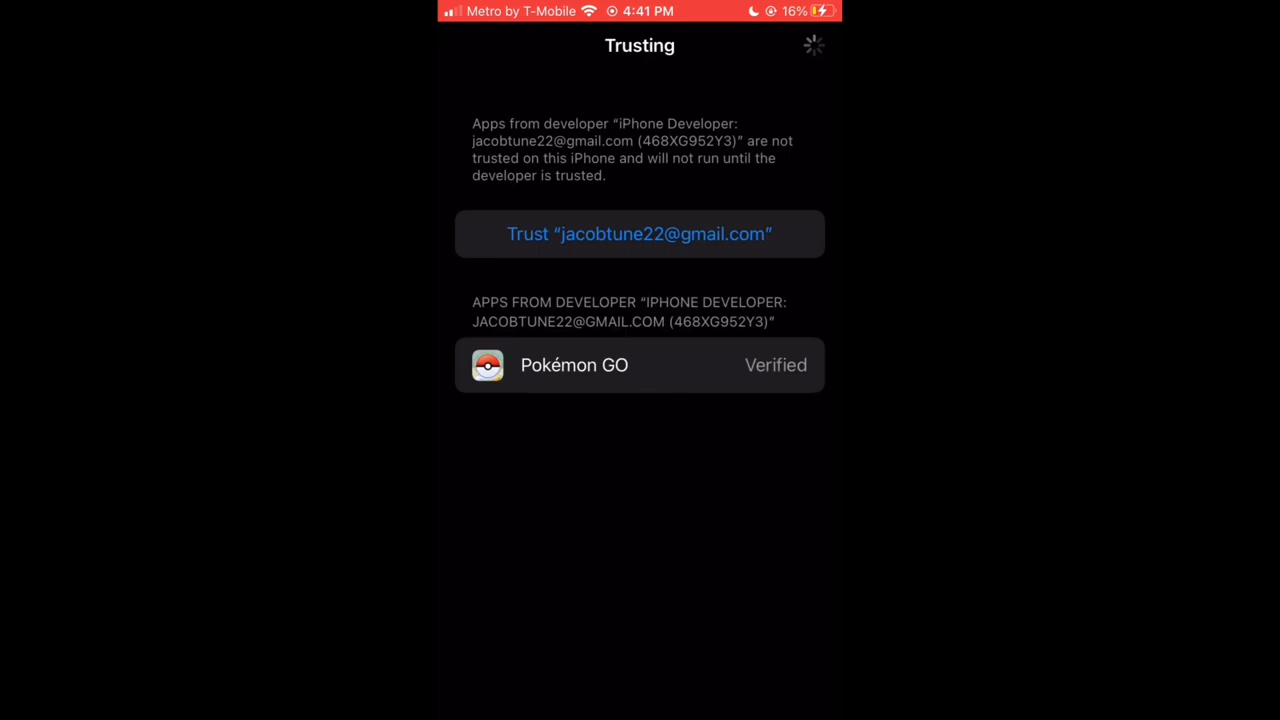 Metro by T-Mobile 4:41 PM 16%
Trusting
Apps from developer “iPhone Developer:
jacobtune22@gmail.com (468XG952Y3)” are not
trusted on this iPhone and will not run until the
developer is trusted.
Trust “jacobtune22@gmail.com”
APPS FROM DEVELOPER “IPHONE DEVELOPER:
JACOBTUNE22@GMAIL.COM (468XG952Y3)”
Pokémon GO Verified